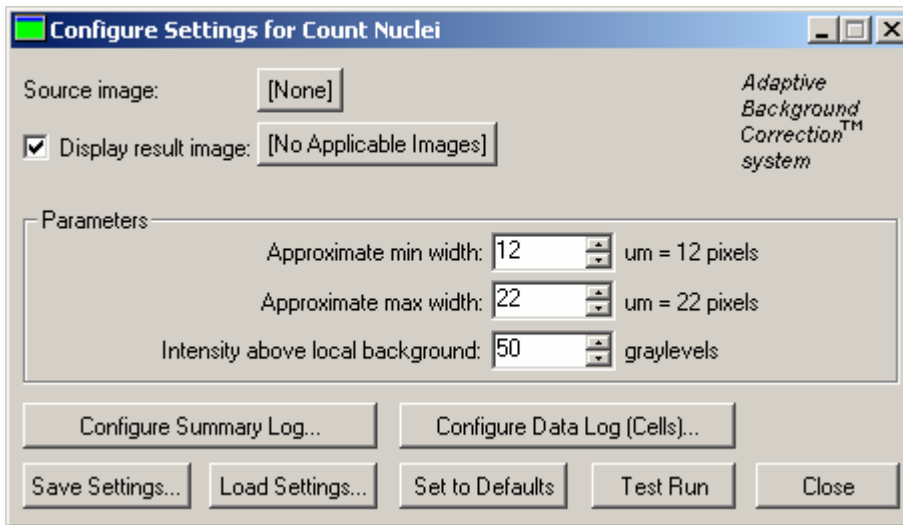 Configure Settings for Count Nuclei
Source image: [None]
Display result image: [No Applicable Images]
Adaptive
Background
Correction™
system
Parameters
Approximate min width: 12 um = 12 pixels
Approximate max width: 22 um = 22 pixels
Intensity above local background: 50 graylevels
Configure Summary Log... Configure Data Log (Cells)...
Save Settings... Load Settings... Set to Defaults Test Run Close